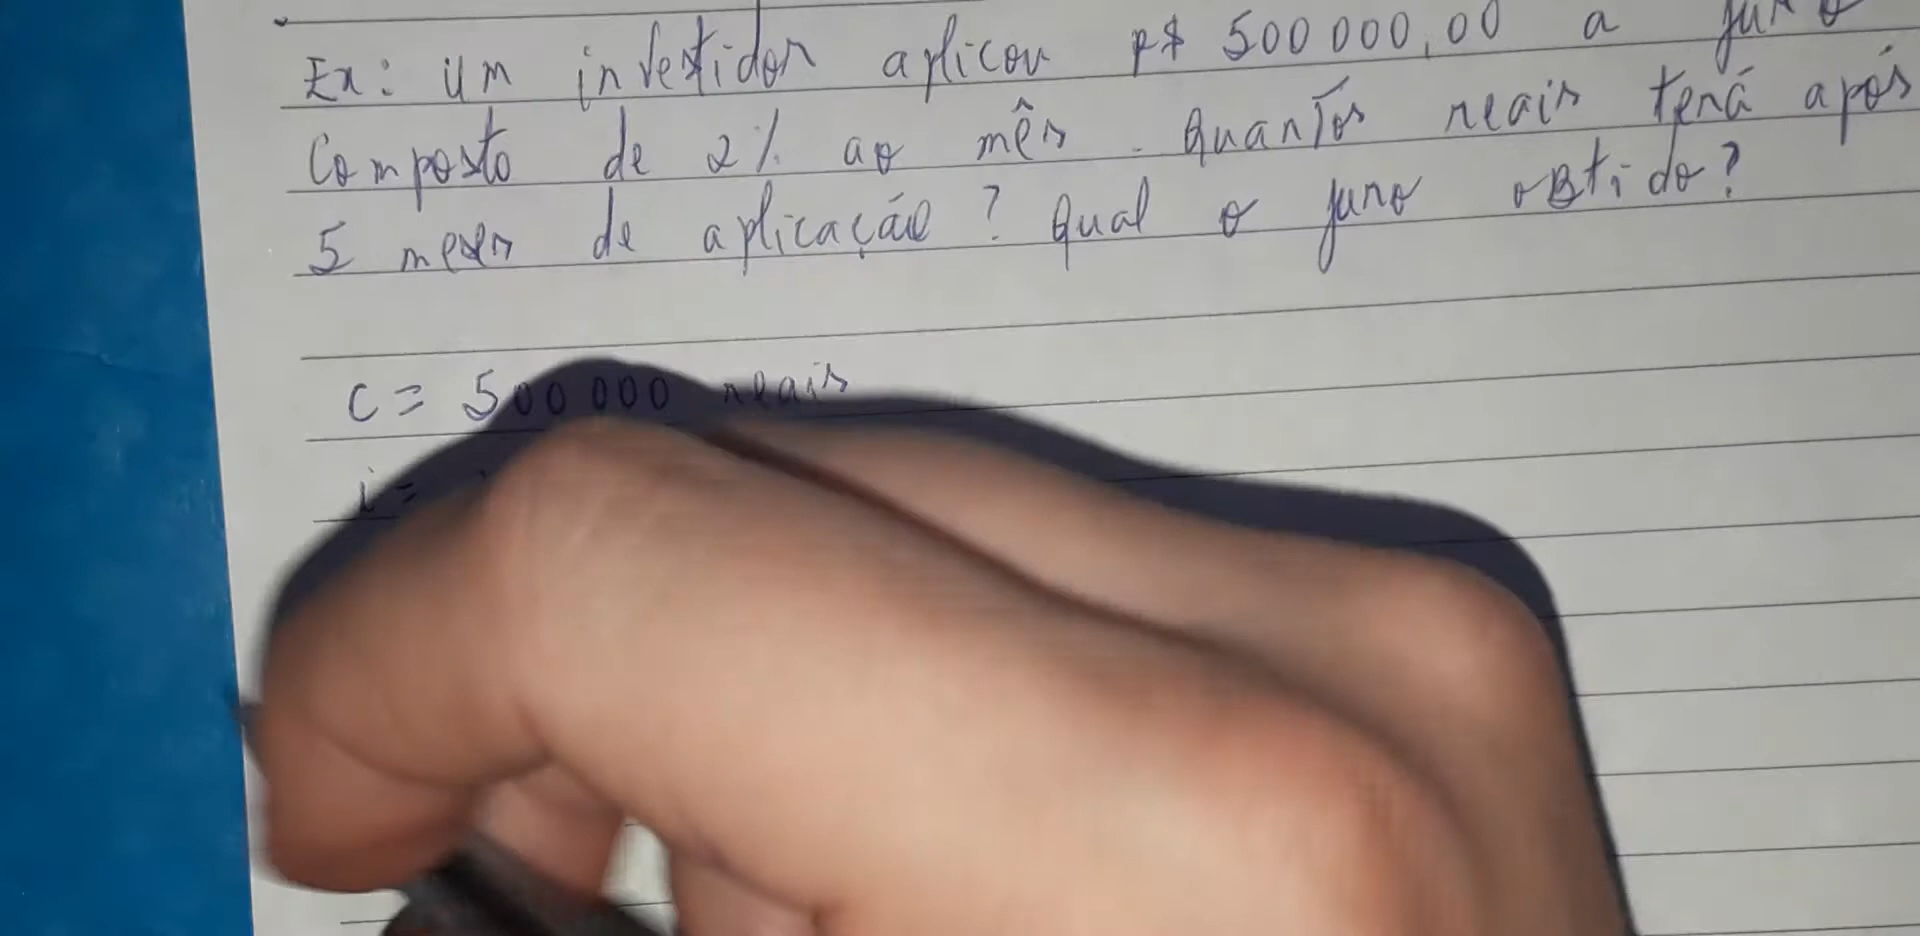 Ex: Um investidor aplicou R$ 500 000,00 a juro
Composto de 2% ao mês. Quantos reais terá após
5 meses de aplicação? Qual o juro obtido?
C = 500 000 reais
i =